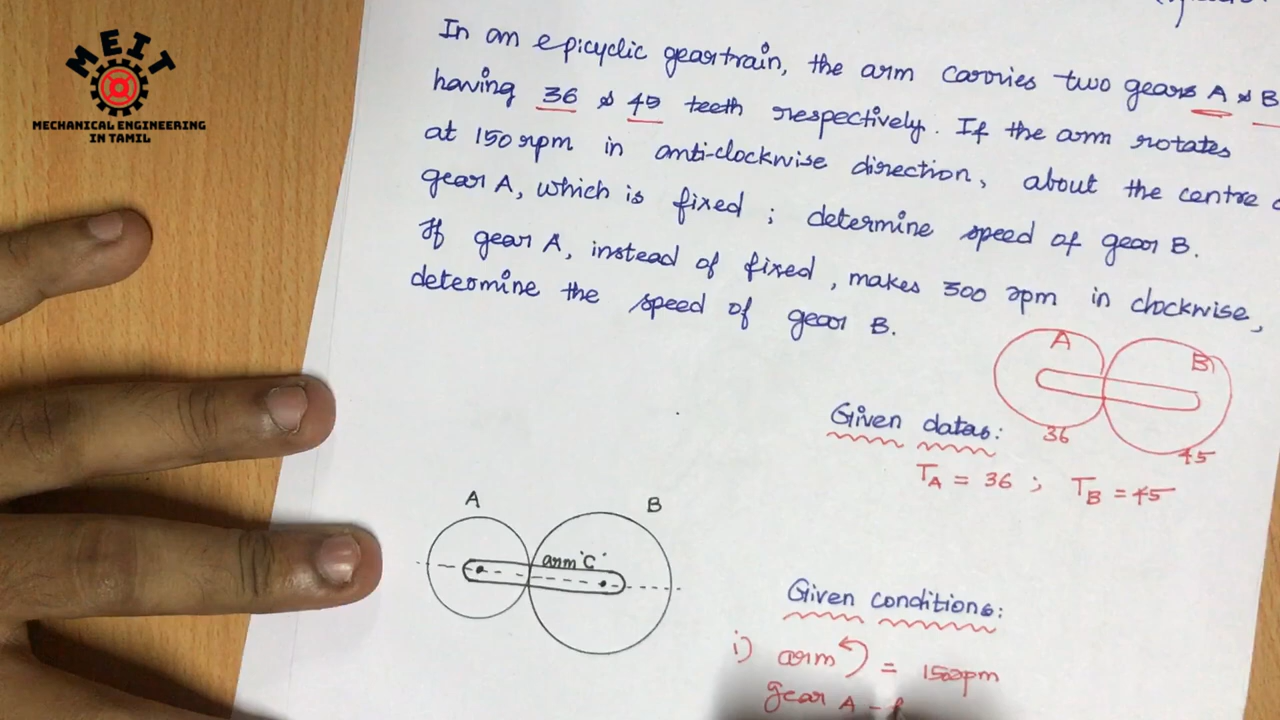 MEIT
MECHANICAL ENGINEERING
IN TAMIL
In an epicyclic geartrain, the arm carries two gears A & B
having 36 & 45 teeth respectively. If the arm rotates
at 150 rpm in anti-clockwise direction, about the centre
gear A, which is fixed ; determine speed of gear B.
If gear A, instead of fixed, makes 300 rpm in clockwise,
determine the speed of gear B.
A B
36 45
Given datas:
TA = 36 ; TB = 45
A B
arm 'C'
Given conditions:
i) arm = 150rpm
gear A -